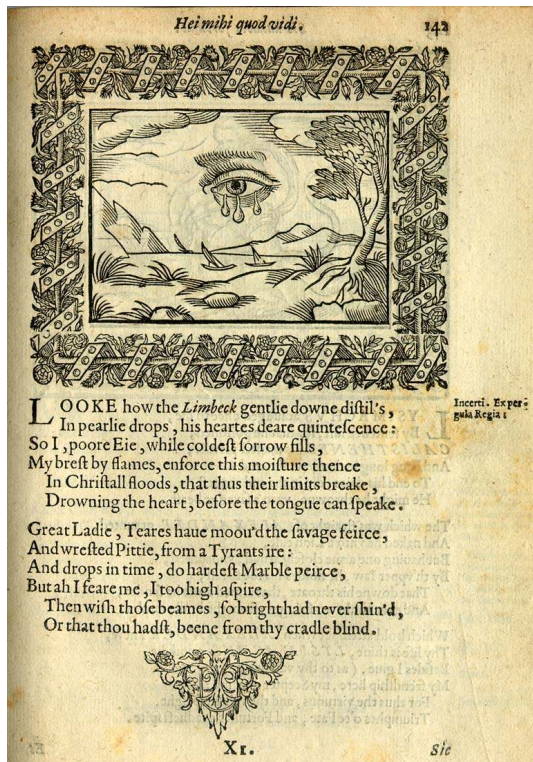 Hei mihi quod vidi.
142
LOOKE how the Limbeck gentlie downe distil's,
In pearlie drops, his heartes deare quintescence:
So I, poore Eie, while coldest sorrow fills,
My brest by flames, enforce this moisture thence
In Christall floods, that thus their limits breake,
Drowning the heart, before the tongue can speake.
Great Ladie, Teares haue moou'd the savage feirce,
And wrested Pittie, from a Tyrants ire:
And drops in time, do hardest Marble peirce,
But ah I feare me, I too high aspire,
Then wish those beames, so bright had never shin'd,
Or that thou hadst, beene from thy cradle blind.
Incerti. Ex per-
gula Regia:
XI.
Sic